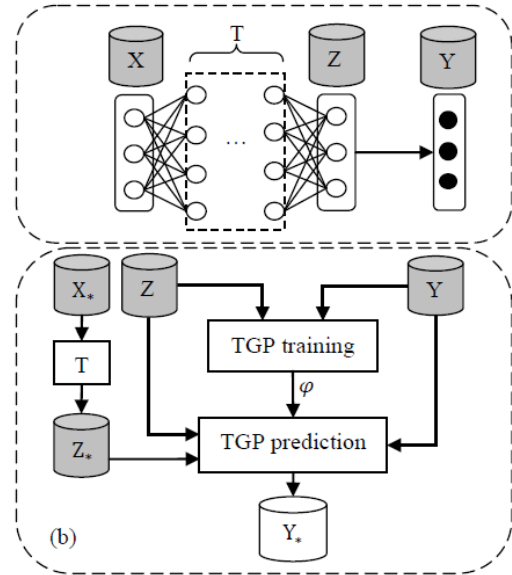 T
X
Z
Y
...
X*
Z
Y
TGP training
T
φ
TGP prediction
Z*
Y*
(b)